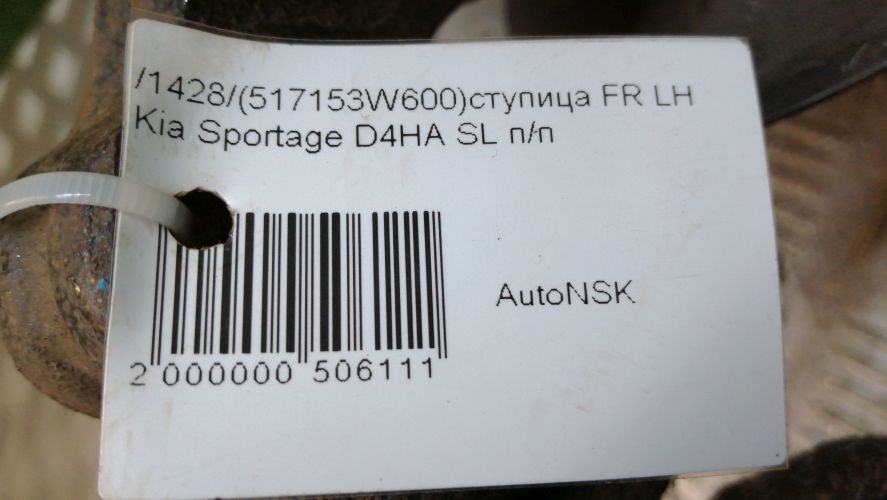 /1428/(517153W600)ступица FR LH
Kia Sportage D4HA SL п/п
AutoNSK
2 000000 506111